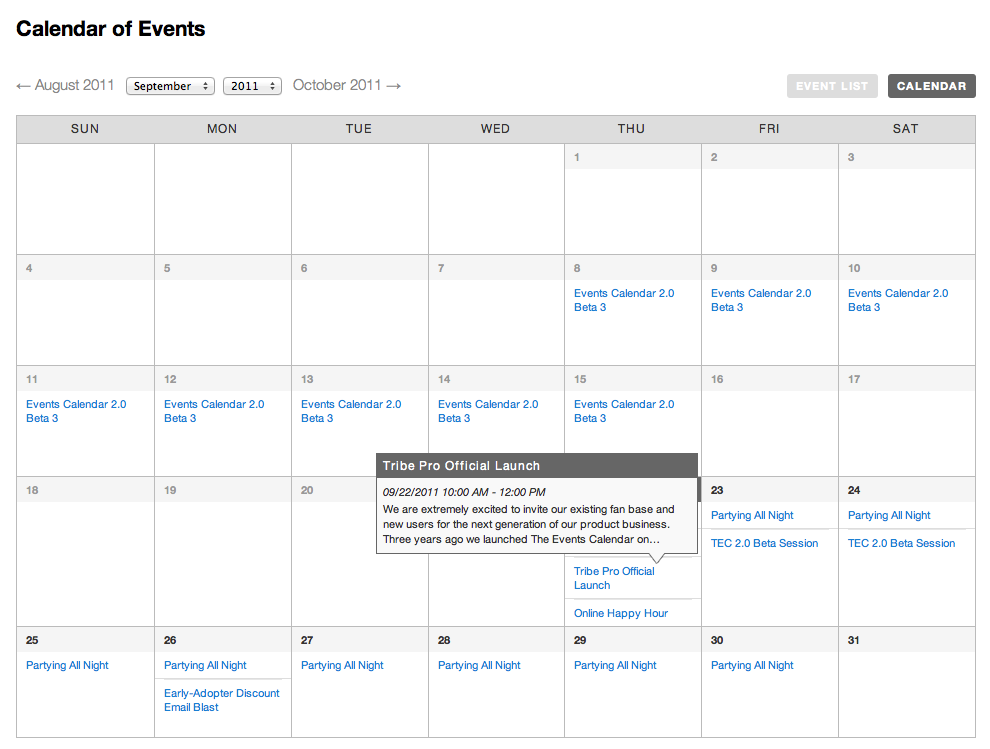 Calendar of Events
← August 2011 September 2011 October 2011 →
EVENT LIST CALENDAR
SUN MON TUE WED THU FRI SAT
1 2 3
4 5 6 7 8 9 10
Events Calendar 2.0 Events Calendar 2.0 Events Calendar 2.0
Beta 3 Beta 3 Beta 3
11 12 13 14 15 16 17
Events Calendar 2.0 Events Calendar 2.0 Events Calendar 2.0 Events Calendar 2.0 Events Calendar 2.0
Beta 3 Beta 3 Beta 3 Beta 3 Beta 3
Tribe Pro Official Launch
09/22/2011 10:00 AM - 12:00 PM
We are extremely excited to invite our existing fan base and
new users for the next generation of our product business.
Three years ago we launched The Events Calendar on...
18 19 20 23 24
Partying All Night Partying All Night
TEC 2.0 Beta Session TEC 2.0 Beta Session
Tribe Pro Official
Launch
Online Happy Hour
25 26 27 28 29 30 31
Partying All Night Partying All Night Partying All Night Partying All Night Partying All Night Partying All Night
Early-Adopter Discount
Email Blast